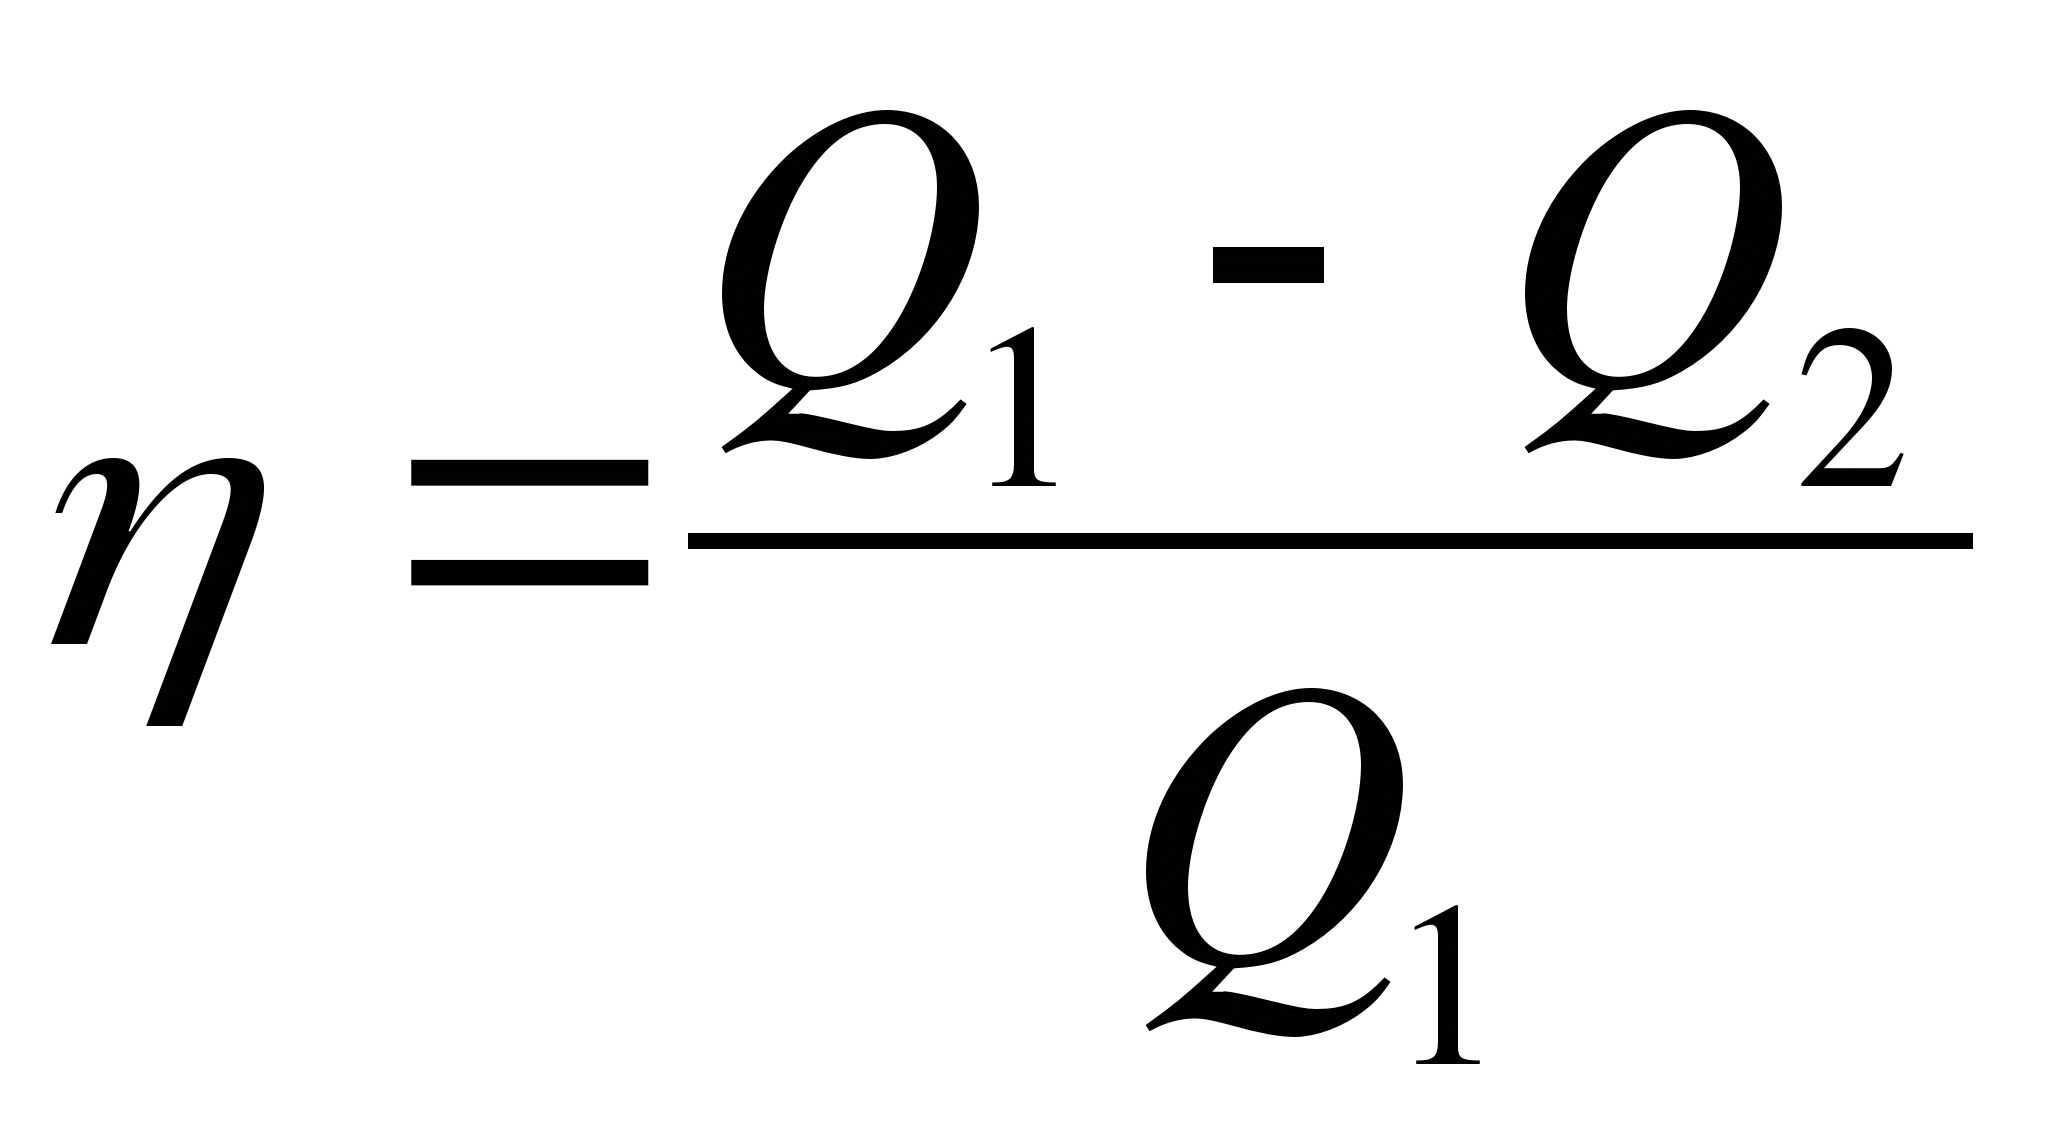 η = (Q₁ - Q₂) / Q₁